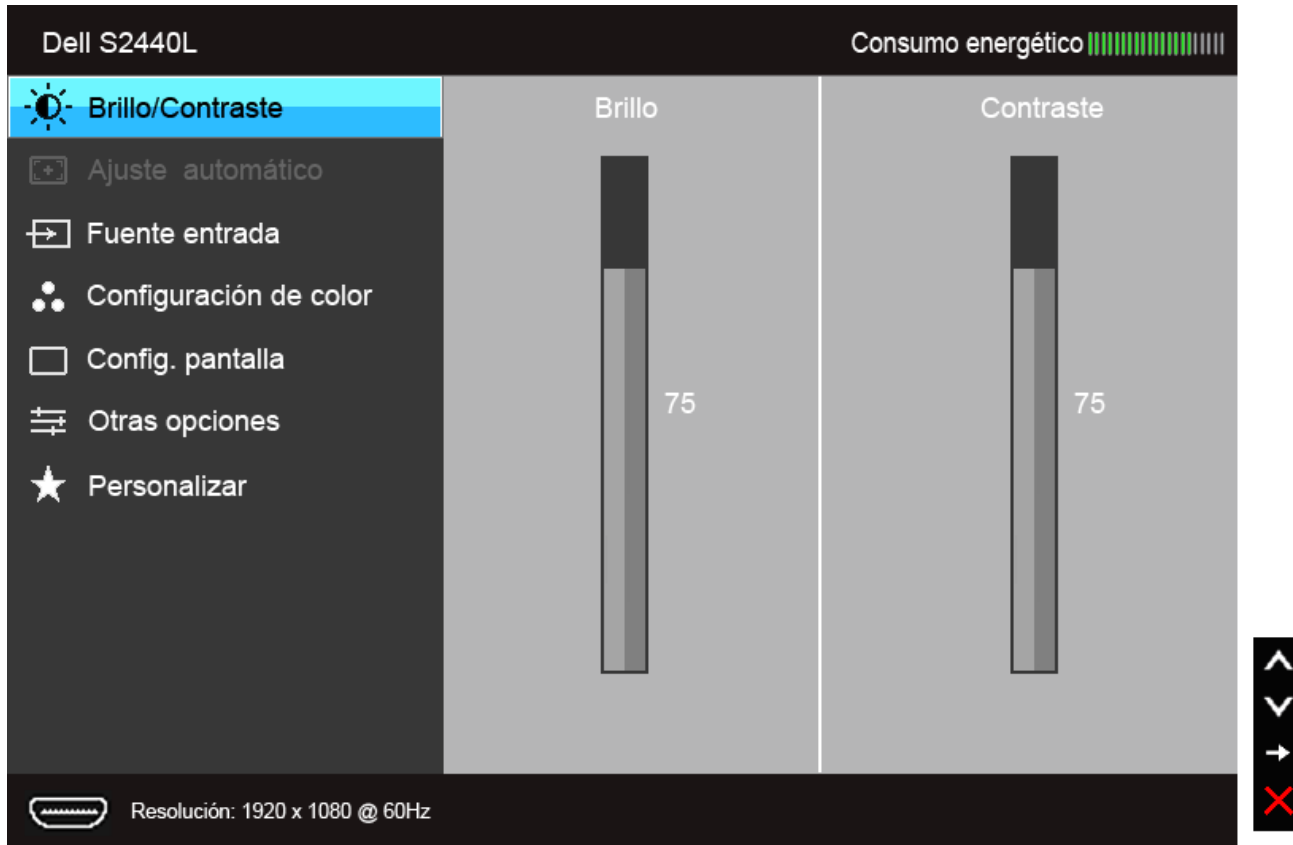 Dell S2440L
Consumo energético
Brillo/Contraste
Ajuste automático
Fuente entrada
Configuración de color
Config. pantalla
Otras opciones
Personalizar
Brillo
75
Contraste
75
Resolución: 1920 x 1080 @ 60Hz